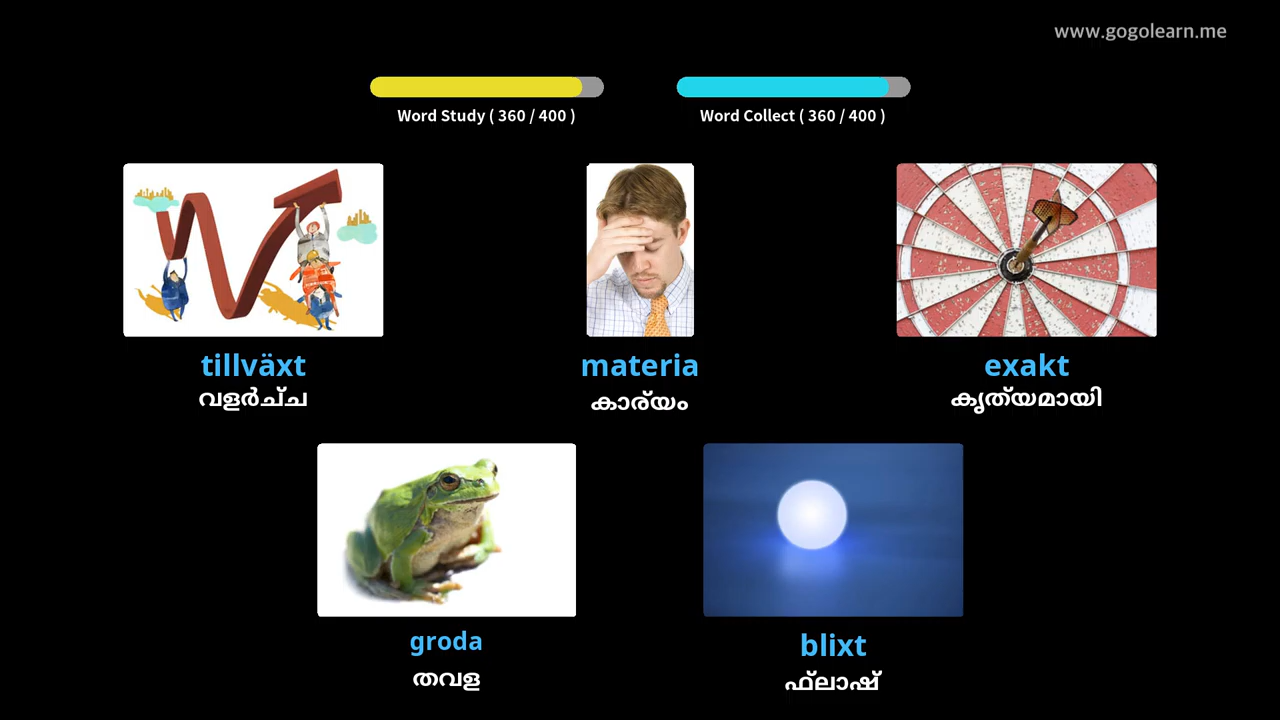 www.gogolearn.me
Word Study ( 360 / 400 )
Word Collect ( 360 / 400 )
tillväxt
വളർച്ച
materia
കാര്യം
exakt
കൃത്യമായി
groda
തവള
blixt
ഫ്ലാഷ്